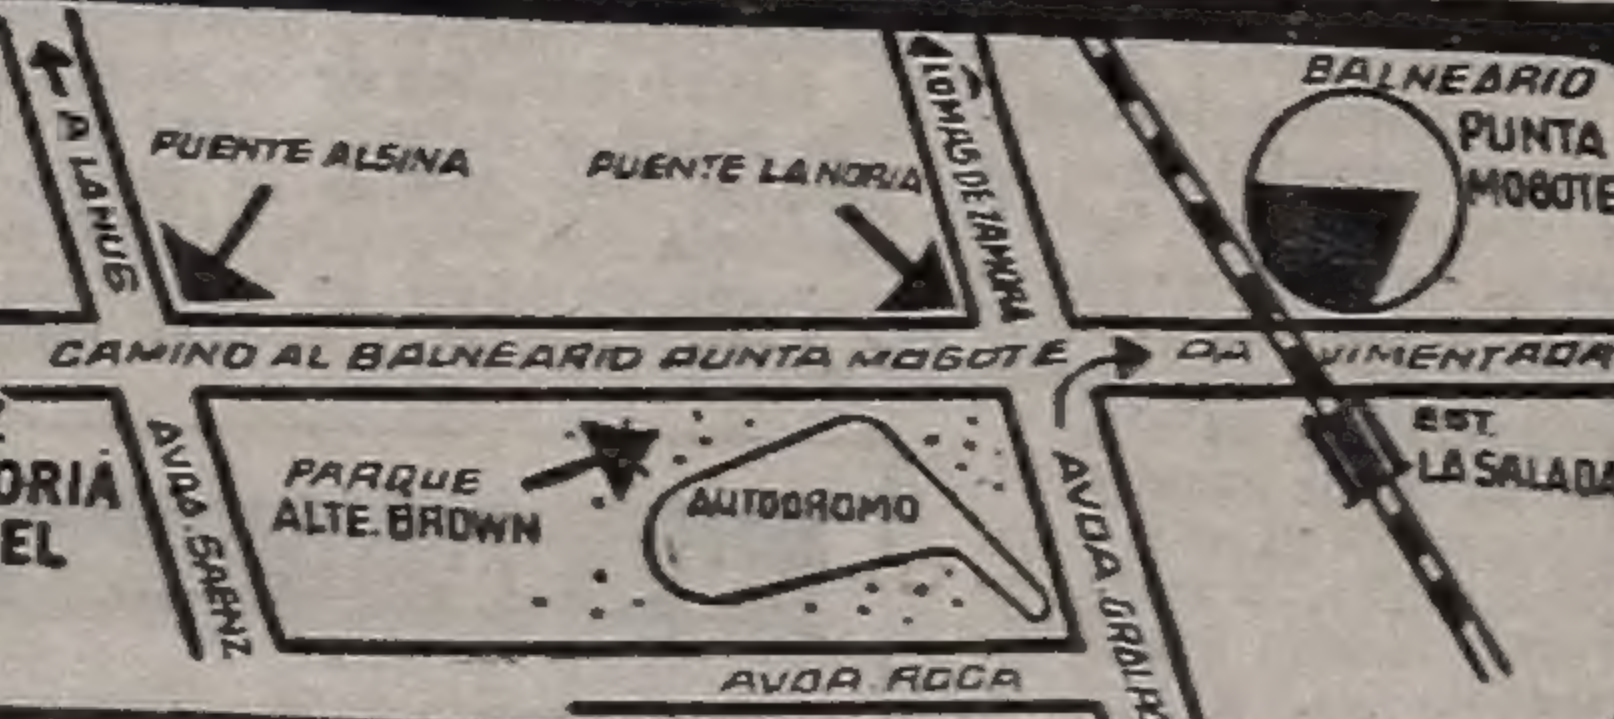 BALNEARIO
PUNTA
MOGOTE
A LANUS
PUENTE ALSINA
PUENTE LA NORIA
LOMAS DE ZAMORA
CAMINO AL BALNEARIO PUNTA MOGOTE
PAVIMENTADA
EST.
LA SALADA
ORIA
EL
AVDA. SAENZ
PARQUE
ALTE. BROWN
AUTODROMO
AVDA. GRAL. PA
AVDA. ROCA